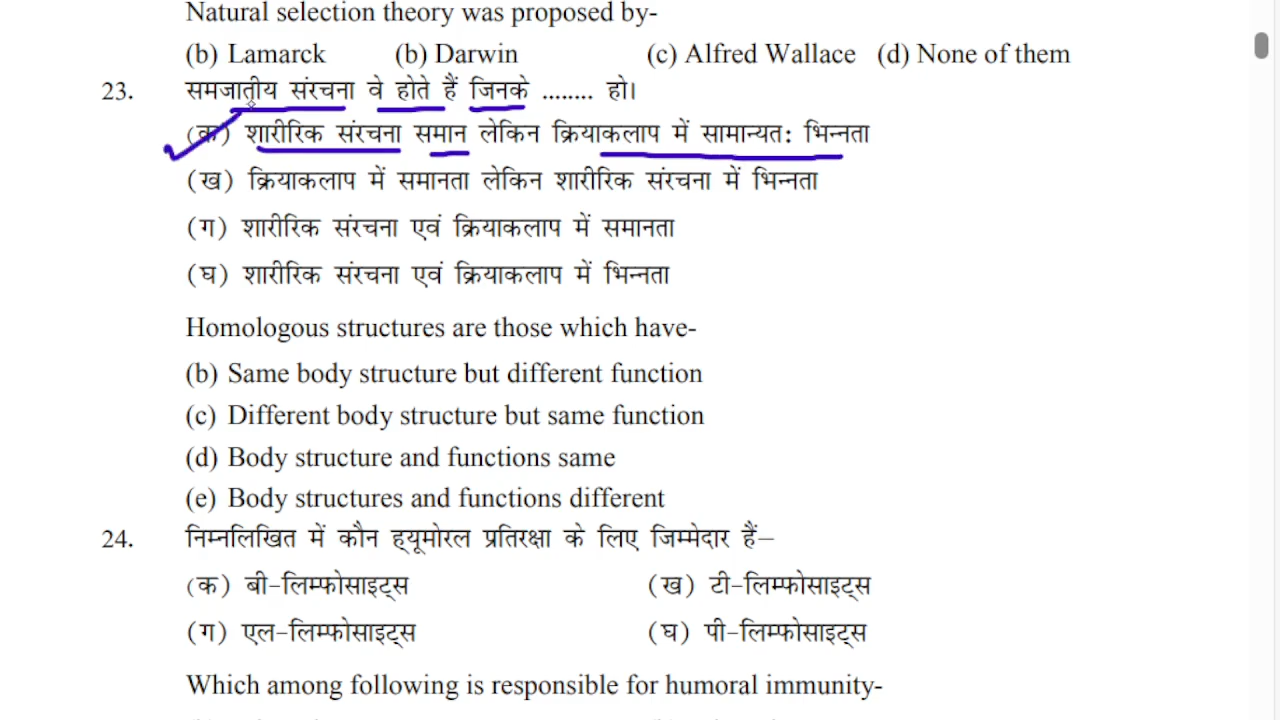 Natural selection theory was proposed by-
(b) Lamarck (b) Darwin (c) Alfred Wallace (d) None of them
23. समजातीय संरचना वे होते हैं जिनके ........ हो।
(क) शारीरिक संरचना समान लेकिन क्रियाकलाप में सामान्यत: भिन्नता
(ख) क्रियाकलाप में समानता लेकिन शारीरिक संरचना में भिन्नता
(ग) शारीरिक संरचना एवं क्रियाकलाप में समानता
(घ) शारीरिक संरचना एवं क्रियाकलाप में भिन्नता
Homologous structures are those which have-
(b) Same body structure but different function
(c) Different body structure but same function
(d) Body structure and functions same
(e) Body structures and functions different
24. निम्नलिखित में कौन ह्यूमोरल प्रतिरक्षा के लिए जिम्मेदार हैं–
(क) बी-लिम्फोसाइट्स (ख) टी-लिम्फोसाइट्स
(ग) एल-लिम्फोसाइट्स (घ) पी-लिम्फोसाइट्स
Which among following is responsible for humoral immunity-